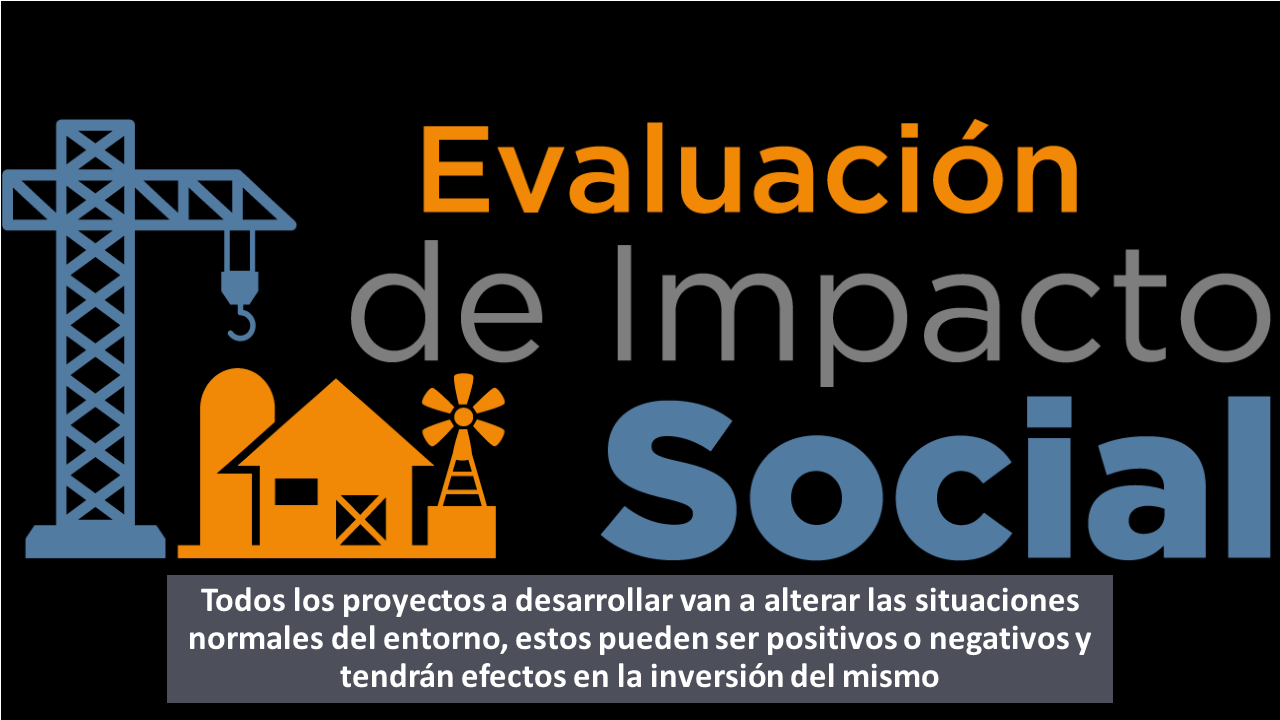 Evaluación
de Impacto
Social
Todos los proyectos a desarrollar van a alterar las situaciones
normales del entorno, estos pueden ser positivos o negativos y
tendrán efectos en la inversión del mismo